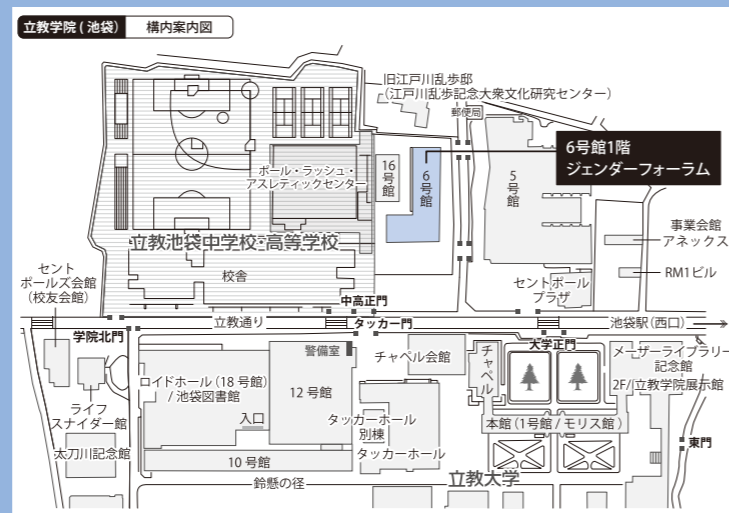 立教学院(池袋) 構内案内図
旧江戸川乱歩邸
(江戸川乱歩記念大衆文化研究センター)
郵便局
6号館1階
ジェンダーフォーラム
16号館
6号館
5号館
ポール・ラッシュ・
アスレティックセンター
事業会館
アネックス
RM1ビル
立教池袋中学校・高等学校
セント
ポールズ会館
(校友会館)
校舎
セントポール
プラザ
中高正門
立教通り
タッカー門
池袋駅(西口)
学院北門
大学正門
警備室
チャペル会館
チャペル
メーザーライブラリー
記念館
2F/立教学院展示館
ロイドホール(18号館)
/池袋図書館
12号館
ライフ
スナイダー館
入口
タッカーホール
別棟
タッカーホール
本館(1号館/モリス館)
東門
太刀川記念館
10号館
立教大学
鈴懸の径